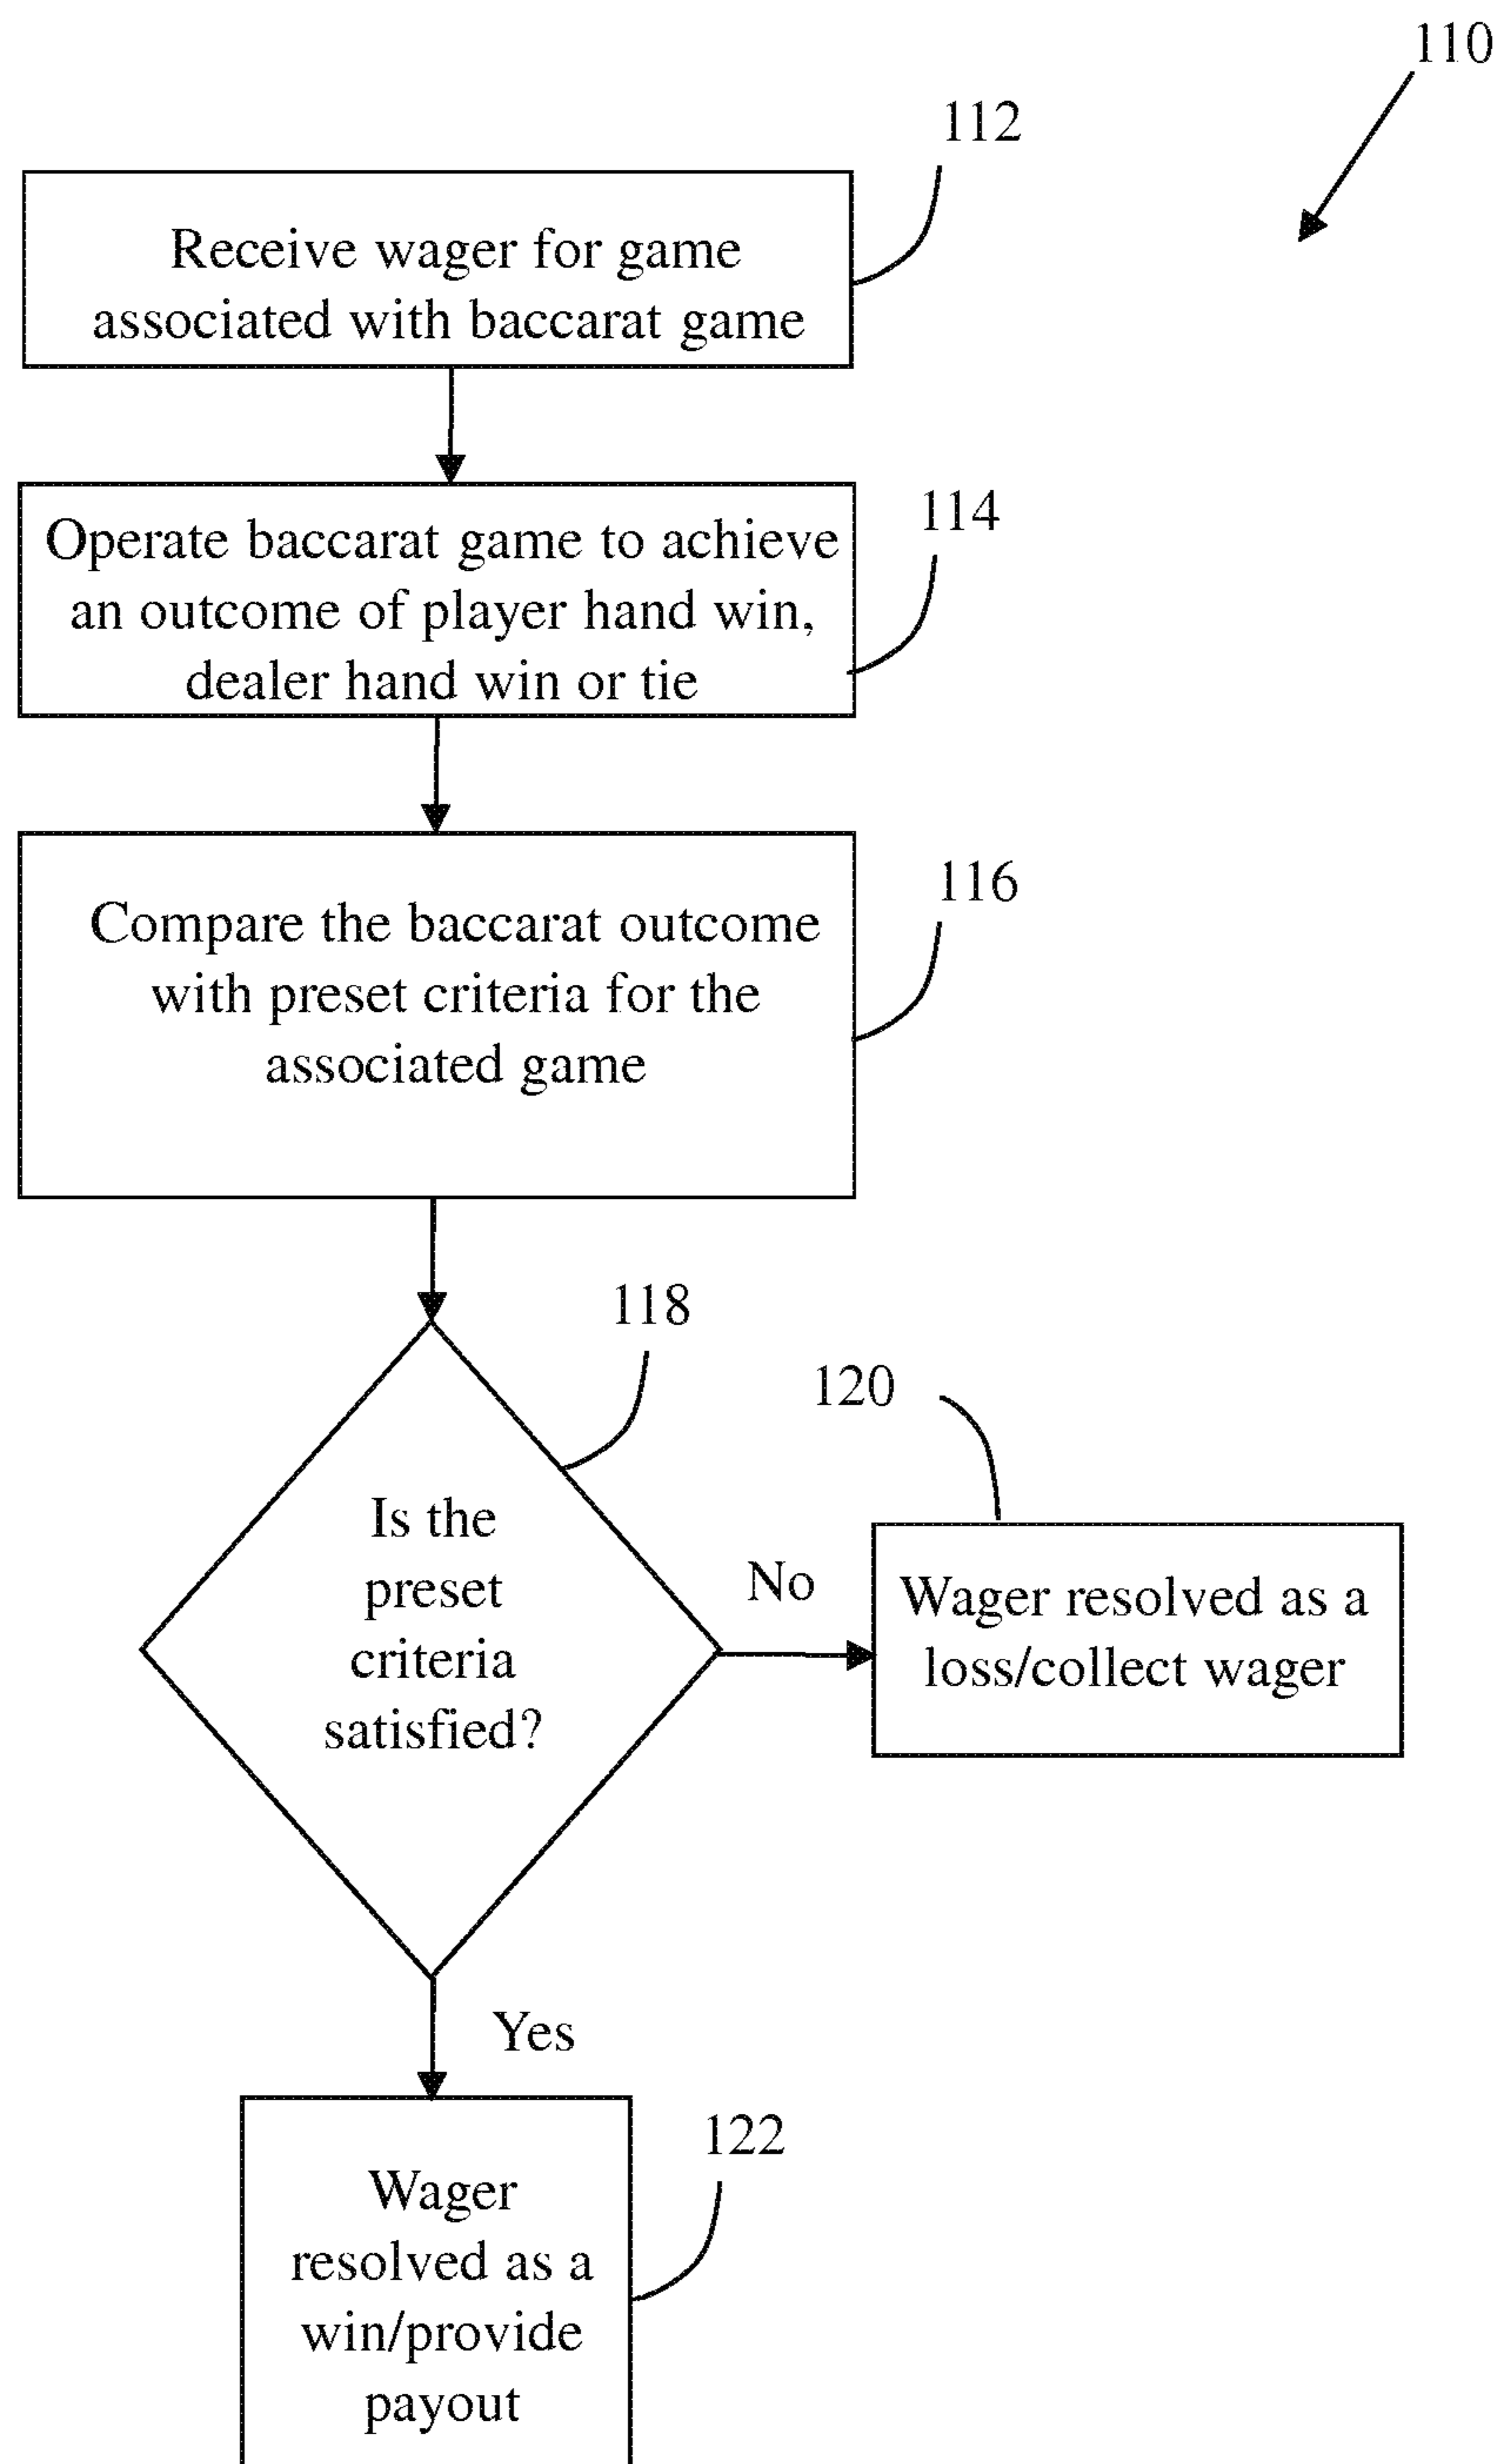 110
112
Receive wager for game
associated with baccarat game
114
Operate baccarat game to achieve
an outcome of player hand win,
dealer hand win or tie
116
Compare the baccarat outcome
with preset criteria for the
associated game
118
120
Is the
preset
criteria
satisfied?
No
Wager resolved as a
loss/collect wager
Yes
122
Wager
resolved as a
win/provide
payout